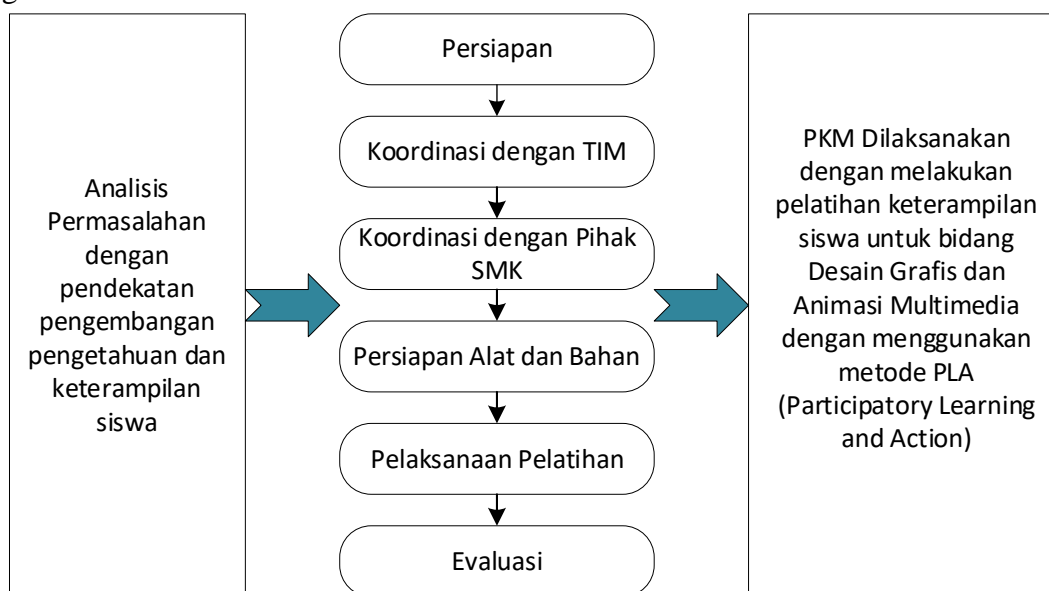 Analisis
Permasalahan
dengan
pendekatan
pengembangan
pengetahuan dan
keterampilan
siswa
Persiapan
Koordinasi dengan TIM
Koordinasi dengan Pihak
SMK
Persiapan Alat dan Bahan
Pelaksanaan Pelatihan
Evaluasi
PKM Dilaksanakan
dengan melakukan
pelatihan keterampilan
siswa untuk bidang
Desain Grafis dan
Animasi Multimedia
dengan menggunakan
metode PLA
(Participatory Learning
and Action)